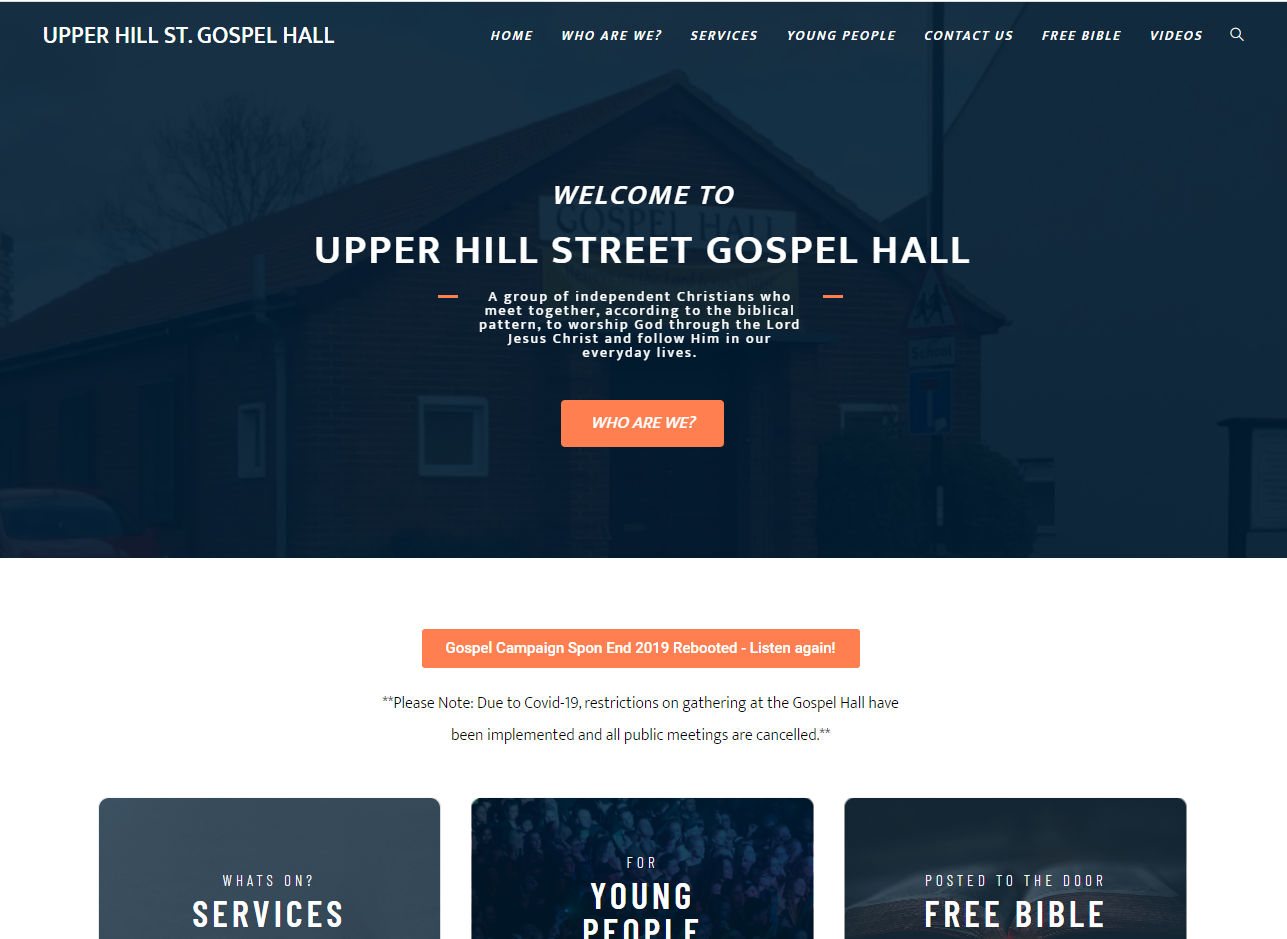 UPPER HILL ST. GOSPEL HALL
HOME WHO ARE WE? SERVICES YOUNG PEOPLE CONTACT US FREE BIBLE VIDEOS
WELCOME TO
GOSPEL HALL
UPPER HILL STREET GOSPEL HALL
A group of independent Christians who
meet together, according to the biblical
pattern, to worship God through the Lord
Jesus Christ and follow Him in our
everyday lives.
School
WHO ARE WE?
Gospel Campaign Spon End 2019 Rebooted - Listen again!
**Please Note: Due to Covid-19, restrictions on gathering at the Gospel Hall have
been implemented and all public meetings are cancelled.**
WHATS ON?
SERVICES
FOR
YOUNG
PEOPLE
POSTED TO THE DOOR
FREE BIBLE